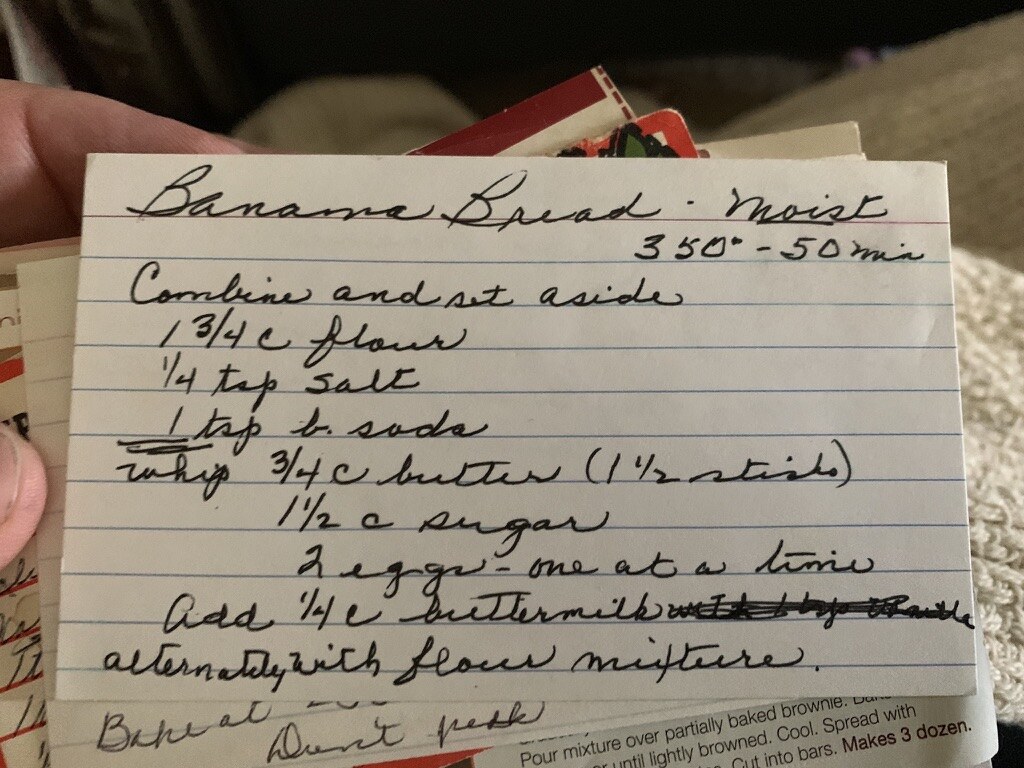 Banana Bread - Moist
350° - 50 min
Combine and set aside
1 3/4 c flour
1/4 tsp salt
1 tsp b. soda
whip 3/4 c butter (1 1/2 sticks)
1 1/2 c sugar
2 eggs - one at a time
Add 1/4 c buttermilk
alternately with flour mixture.
Bake at
Don't peek
Pour mixture over partially baked brownie.
or until lightly browned. Cool. Spread with
Cut into bars. Makes 3 dozen.